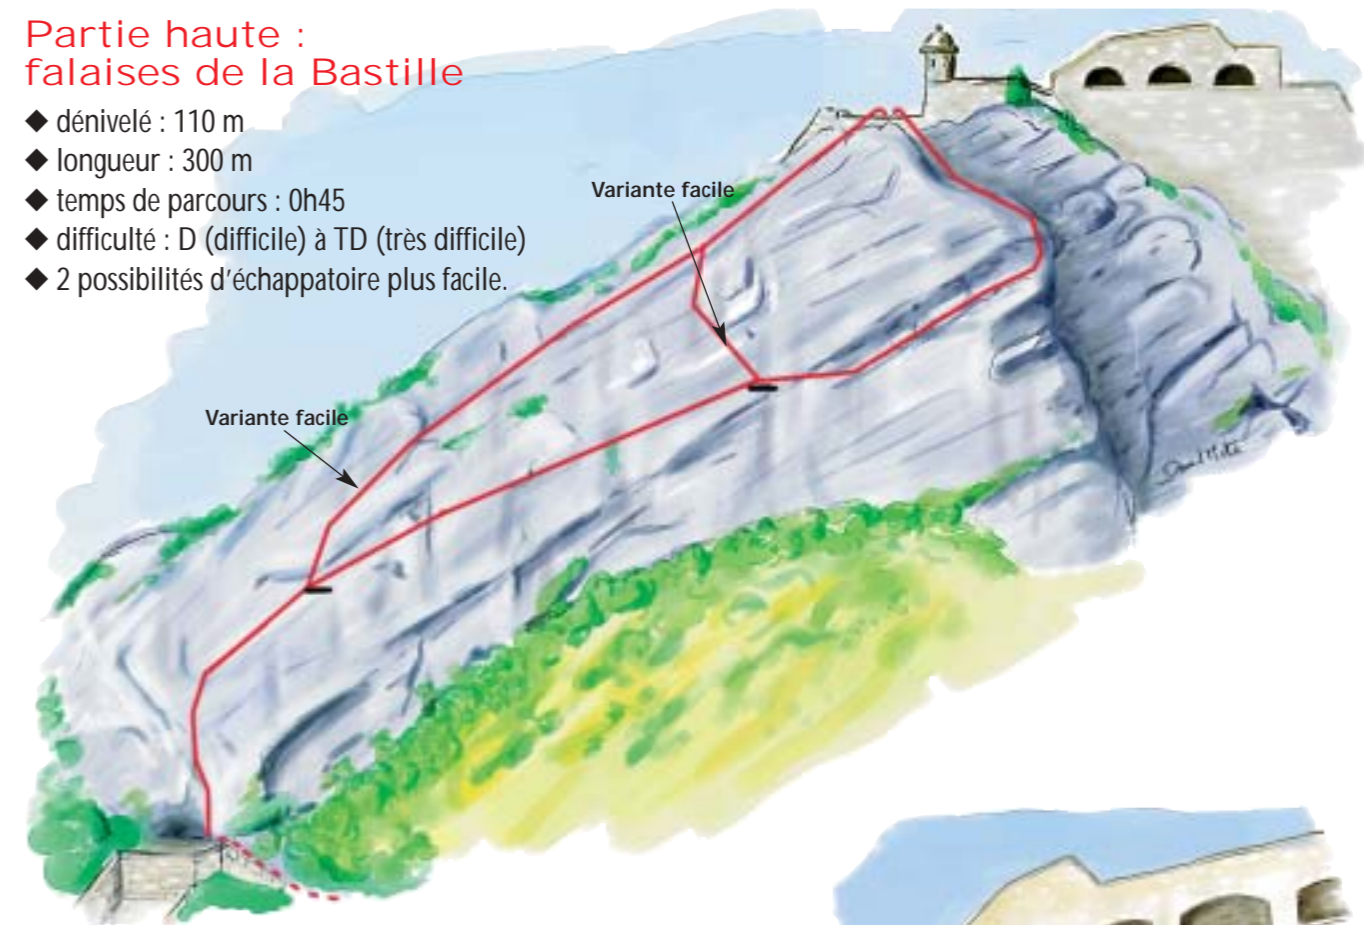 Partie haute :
falaises de la Bastille
◆ dénivelé : 110 m
◆ longueur : 300 m
◆ temps de parcours : 0h45
◆ difficulté : D (difficile) à TD (très difficile)
◆ 2 possibilités d'échappatoire plus facile.
Variante facile
Variante facile